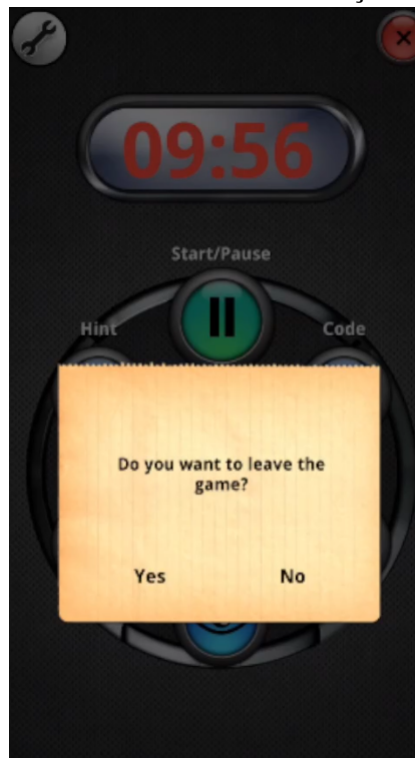 09:56
Start/Pause
Hint
Code
Do you want to leave the
game?
Yes
No